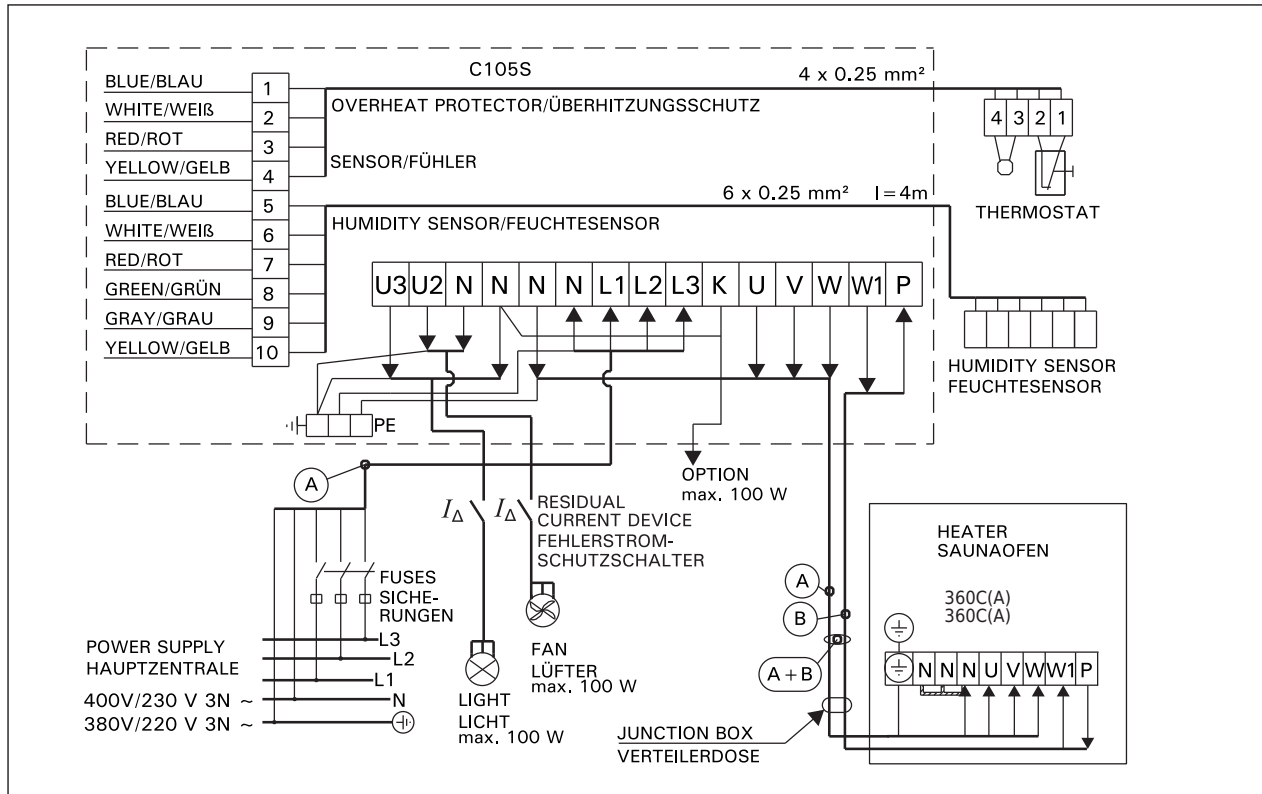 C105S
4 x 0.25 mm²
BLUE/BLAU 1
WHITE/WEIß 2
RED/ROT 3
YELLOW/GELB 4
BLUE/BLAU 5
WHITE/WEIß 6
RED/ROT 7
GREEN/GRÜN 8
GRAY/GRAU 9
YELLOW/GELB 10
OVERHEAT PROTECTOR/ÜBERHITZUNGSSCHUTZ
SENSOR/FÜHLER
4 3 2 1
THERMOSTAT
6 x 0.25 mm² l=4m
HUMIDITY SENSOR/FEUCHTESENSOR
U3 U2 N N N N L1 L2 L3 K U V W W1 P
HUMIDITY SENSOR
FEUCHTESENSOR
PE
OPTION
max. 100 W
A
I∆ I∆
RESIDUAL
CURRENT DEVICE
FEHLERSTROM-
SCHUTZSCHALTER
FUSES
SICHE-
RUNGEN
POWER SUPPLY
HAUPTZENTRALE
L3
L2
L1
400V/230 V 3N ~ N
380V/220 V 3N ~
LIGHT
LICHT
max. 100 W
FAN
LÜFTER
max. 100 W
A
B
A+B
JUNCTION BOX
VERTEILERDOSE
HEATER
SAUNAOFEN
360C(A)
360C(A)
N N N U V W W1 P